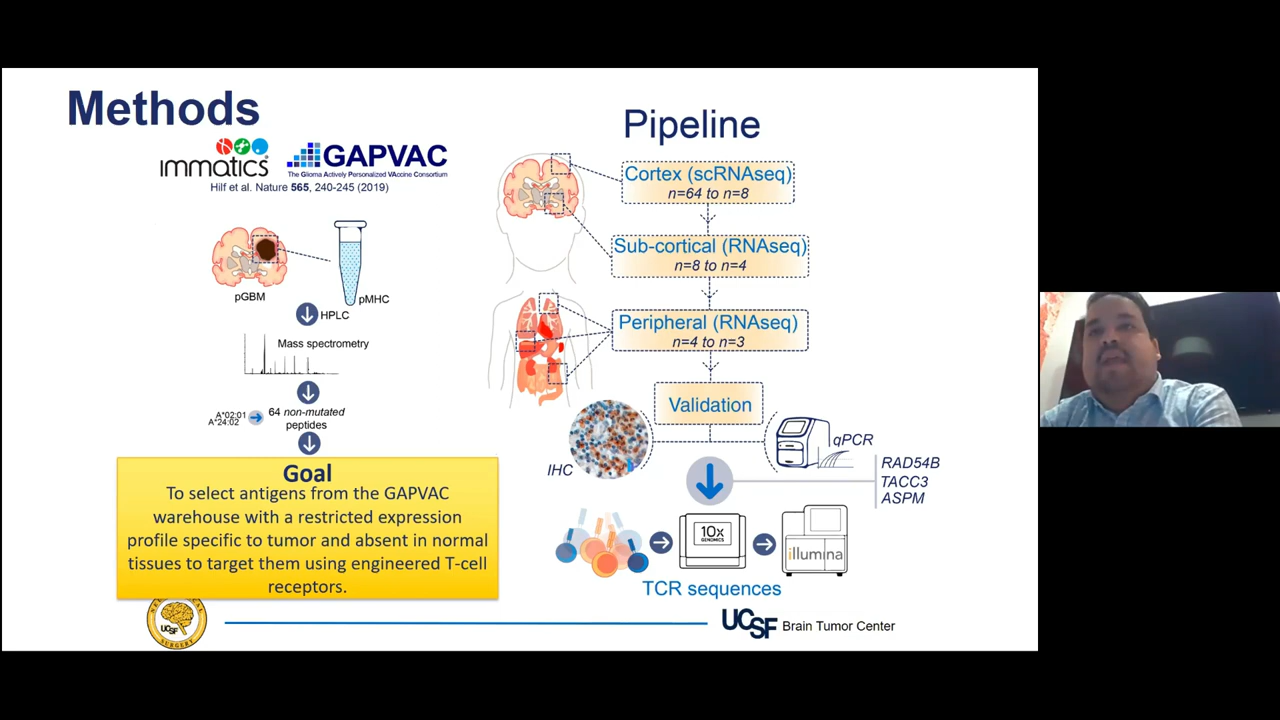 Methods
immatics
GAPVAC
The Glioma Actively Personalized VAccine Consortium
Hilf et al. Nature 565, 240-245 (2019)
pGBM
pMHC
HPLC
Mass spectrometry
A*02:01
A*24:02
64 non-mutated
peptides
Goal
To select antigens from the GAPVAC
warehouse with a restricted expression
profile specific to tumor and absent in normal
tissues to target them using engineered T-cell
receptors.
Pipeline
Cortex (scRNAseq)
n=64 to n=8
Sub-cortical (RNAseq)
n=8 to n=4
Peripheral (RNAseq)
n=4 to n=3
Validation
IHC
qPCR
RAD54B
TACC3
ASPM
10x
GENOMICS
illumina
TCR sequences
UCSF
SURGERY
UCSF Brain Tumor Center